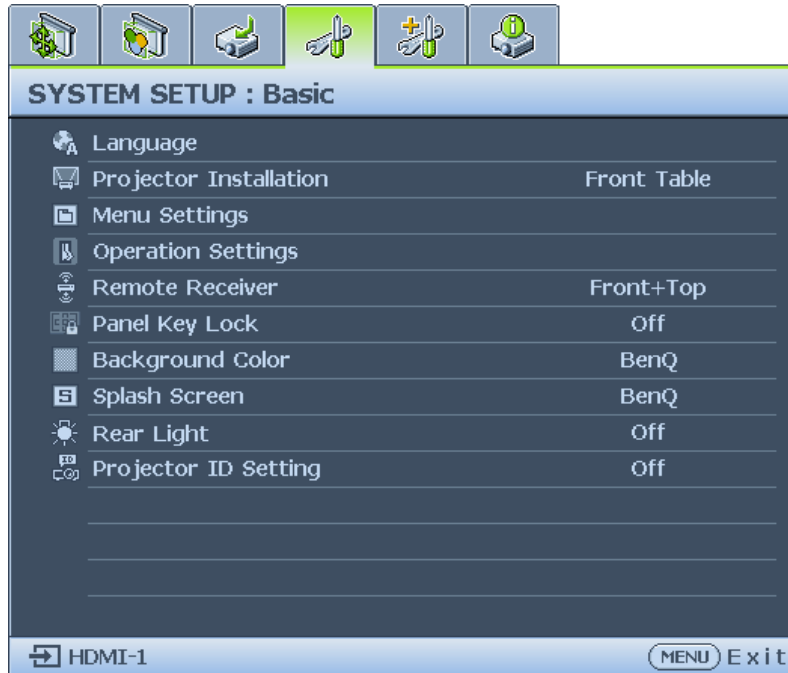 SYSTEM SETUP : Basic
Language
Projector Installation Front Table
Menu Settings
Operation Settings
Remote Receiver Front+Top
Panel Key Lock Off
Background Color BenQ
Splash Screen BenQ
Rear Light Off
Projector ID Setting Off
HDMI-1 MENU Exit